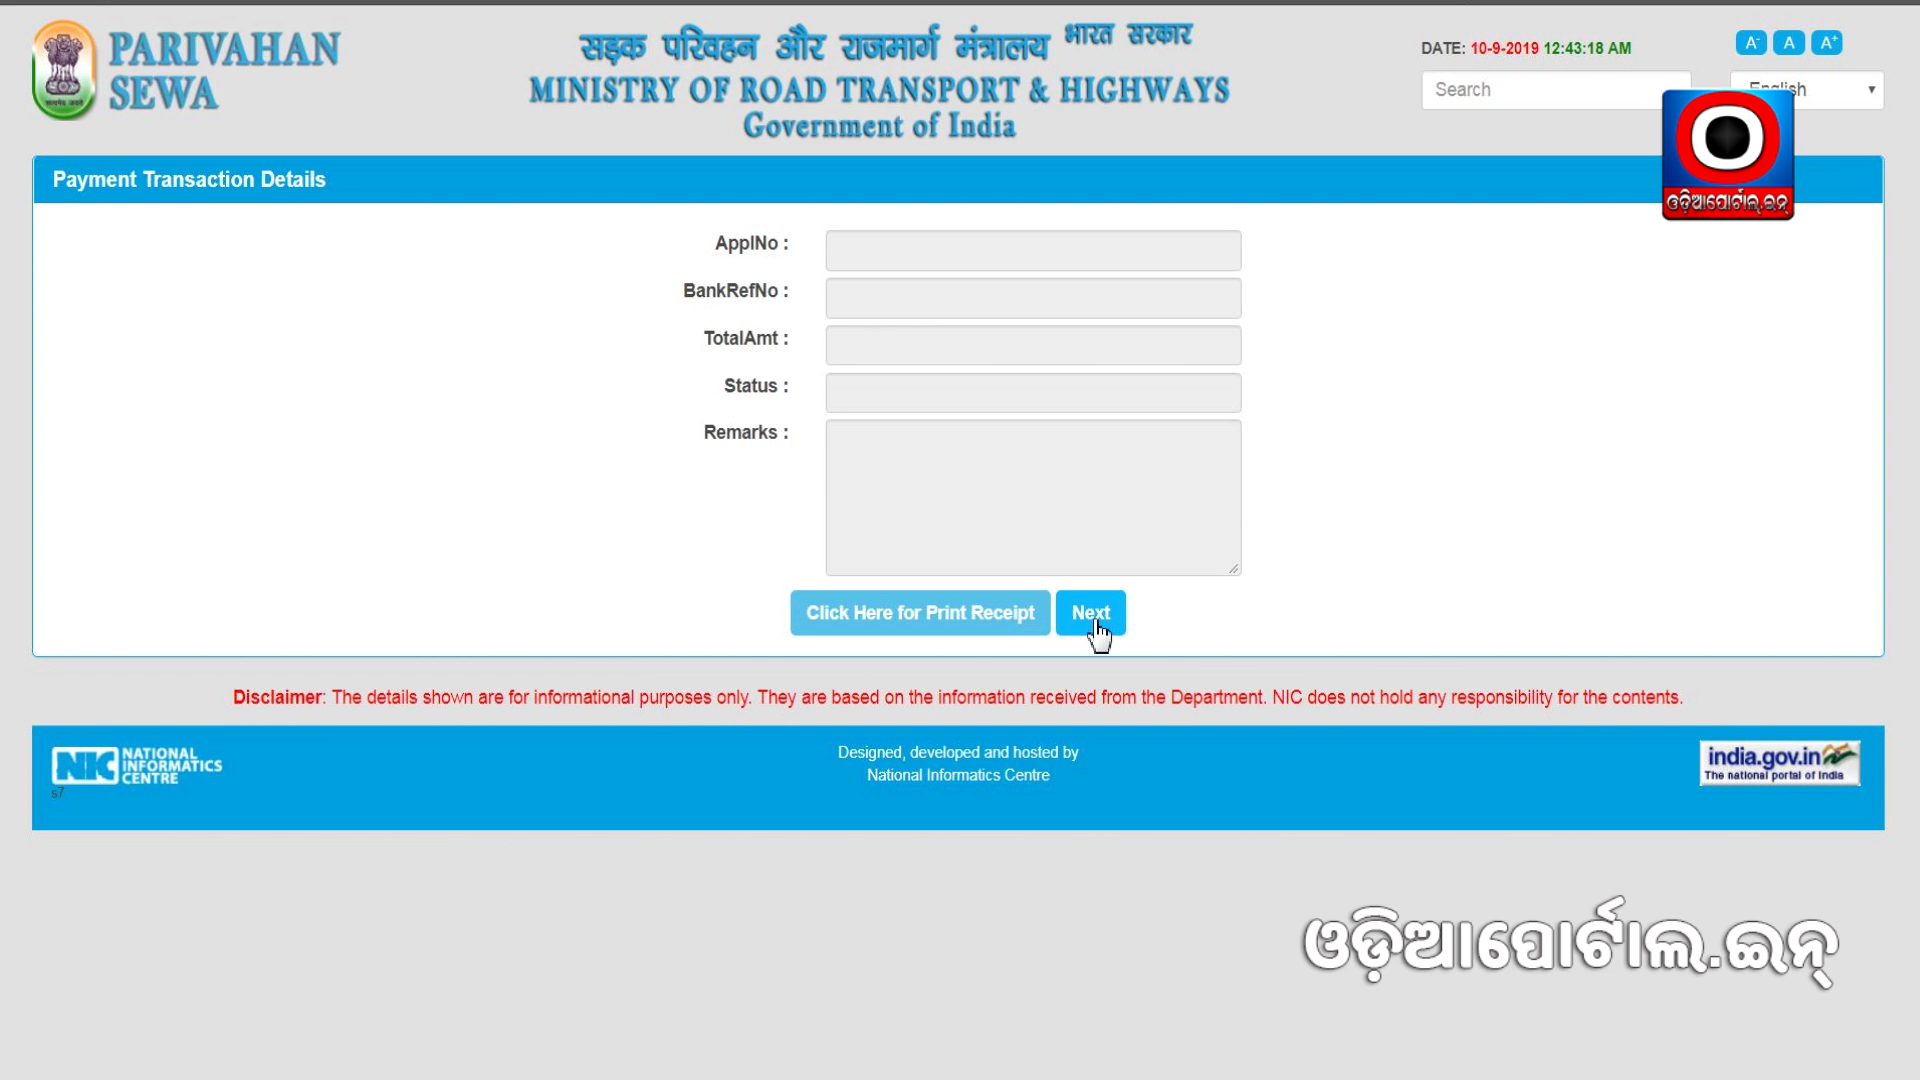 PARIVAHAN
SEWA
सड़क परिवहन और राजमार्ग मंत्रालय भारत सरकार
MINISTRY OF ROAD TRANSPORT & HIGHWAYS
Government of India
DATE: 10-9-2019 12:43:18 AM
A- A A+
Search
English
ଓଡ଼ିଆପୋର୍ଟାଲ.ଇନ୍
Payment Transaction Details
ApplNo :
BankRefNo :
TotalAmt :
Status :
Remarks :
Click Here for Print Receipt
Next
Disclaimer: The details shown are for informational purposes only. They are based on the information received from the Department. NIC does not hold any responsibility for the contents.
NIC NATIONAL
INFORMATICS
CENTRE
s7
Designed, developed and hosted by
National Informatics Centre
india.gov.in
The national portal of India
ଓଡ଼ିଆପୋର୍ଟାଲ.ଇନ୍